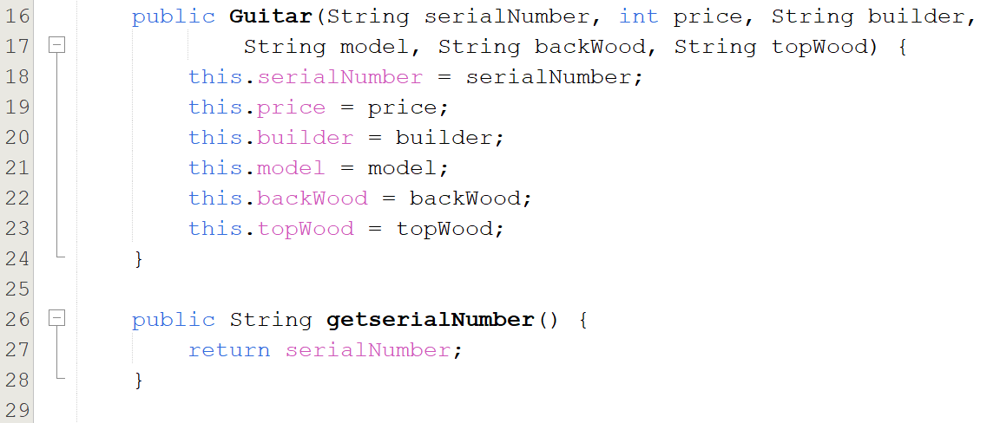 16 public Guitar(String serialNumber, int price, String builder,
17 String model, String backWood, String topWood) {
18 this.serialNumber = serialNumber;
19 this.price = price;
20 this.builder = builder;
21 this.model = model;
22 this.backWood = backWood;
23 this.topWood = topWood;
24 }
25
26 public String getserialNumber() {
27 return serialNumber;
28 }
29